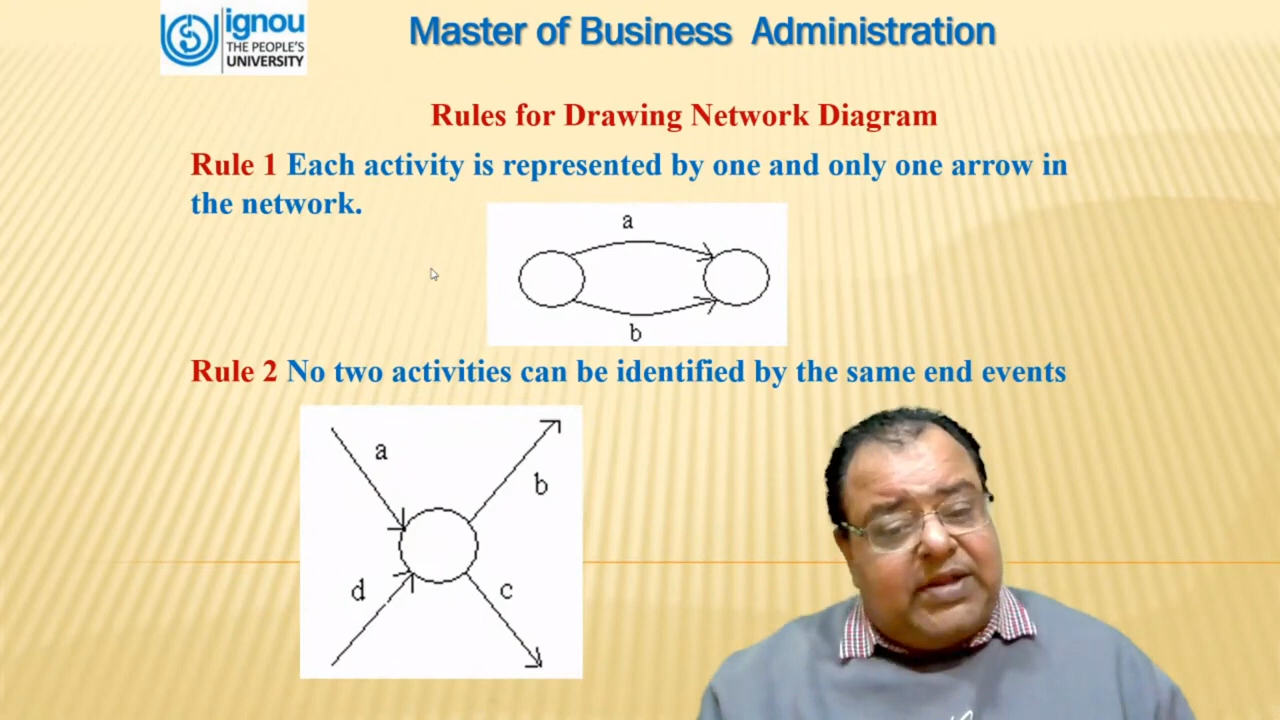 ignou
THE PEOPLE'S
UNIVERSITY
Master of Business Administration
Rules for Drawing Network Diagram
Rule 1 Each activity is represented by one and only one arrow in
the network.
a
b
Rule 2 No two activities can be identified by the same end events
a
b
d
c